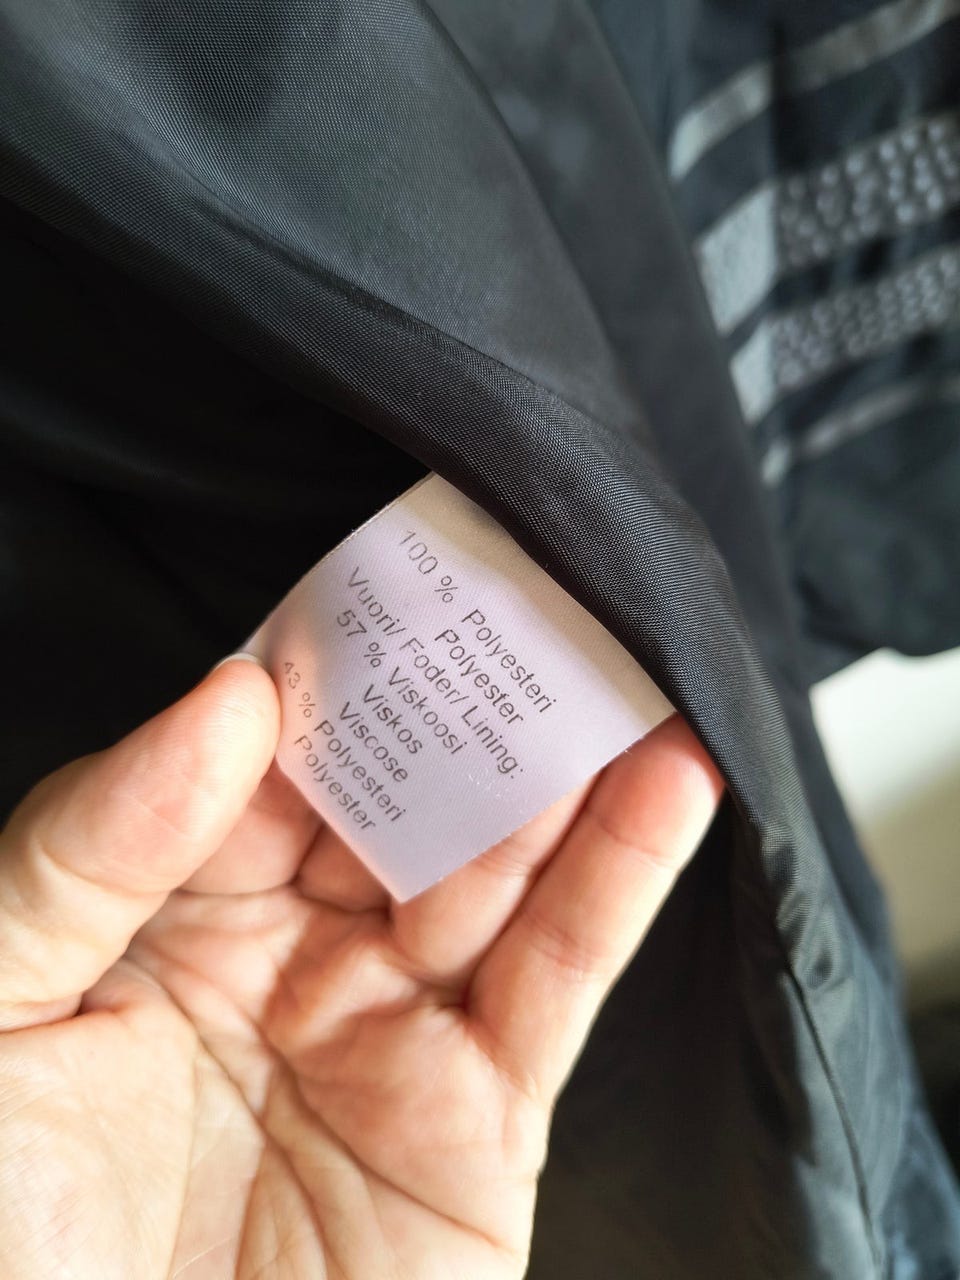 100 % Polyesteri
Polyester
Vuori/ Foder/ Lining:
57 % Viskoosi
Viskos
Viscose
43 % Polyesteri
Polyester